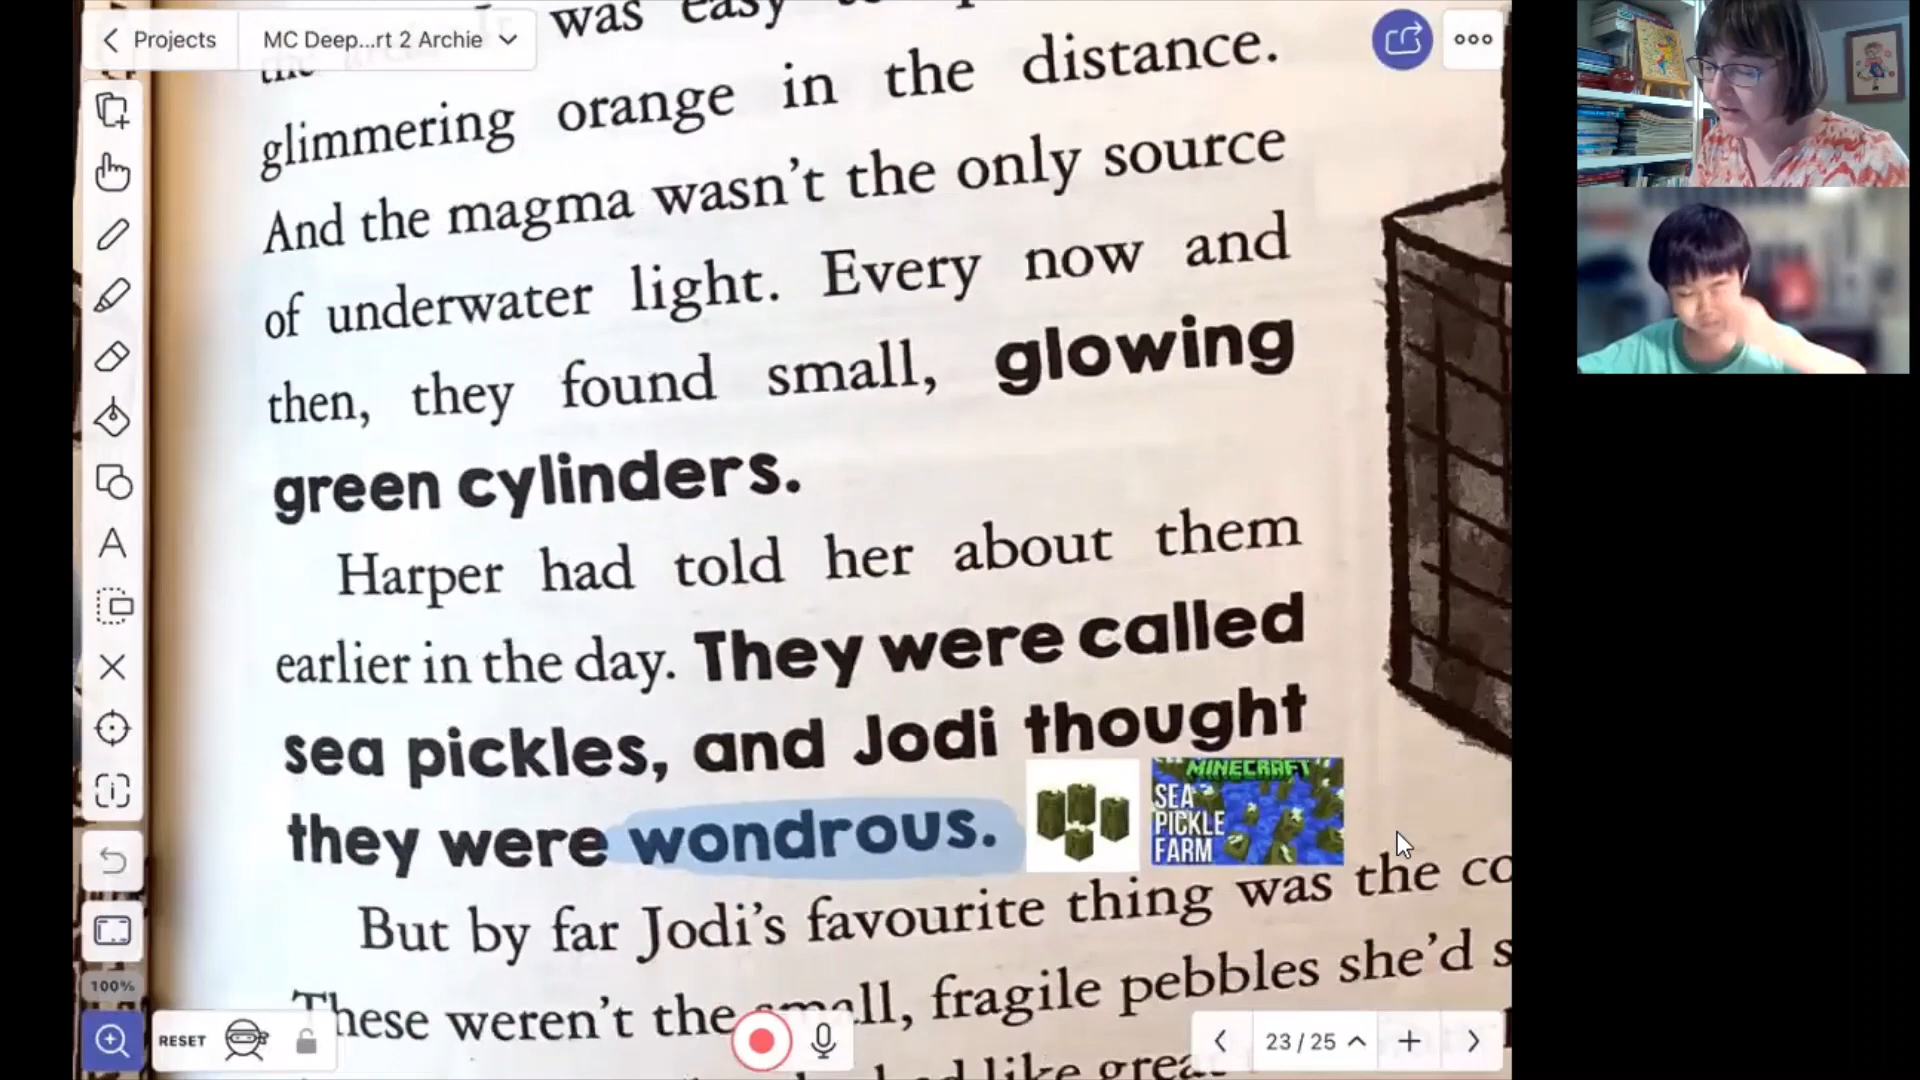 Projects
MC Deep...rt 2 Archie
was easy
glimmering orange in the distance.
And the magma wasn't the only source
of underwater light. Every now and
then, they found small, glowing
green cylinders.
Harper had told her about them
earlier in the day. They were called
sea pickles, and Jodi thought
they were wondrous.
MINECRAFT
SEA
PICKLE
FARM
But by far Jodi's favourite thing was the co
These weren't the small, fragile pebbles she'd s
like grea
100%
RESET
23 / 25